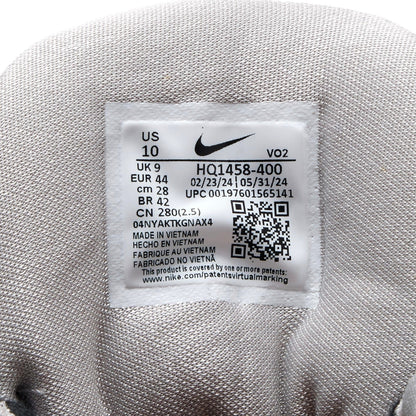 US
10
VO2
UK 9
EUR 44
cm 28
BR 42
CN 280(2.5)
HQ1458-400
02/23/24 05/31/24
UPC 00197601565141
04NYAKTKGNAX4
MADE IN VIETNAM
HECHO EN VIETNAM
FABRIQUE AU VIETNAM
FABRICADO NO VIETNÃ
This product is covered by one or more patents:
www.nike.com/patentsvirtualmarking